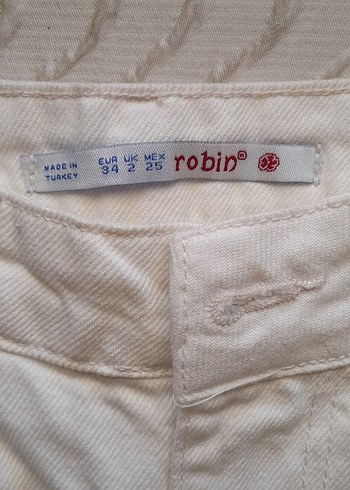 MADE IN
TURKEY
EUR UK MEX
34 2 25
robin®